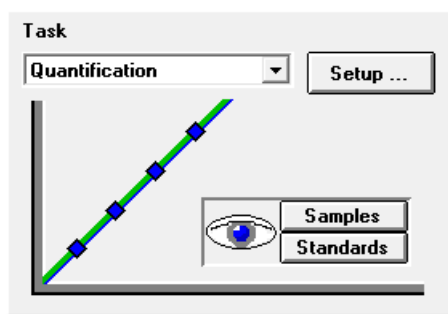 Task
Quantification
Setup ...
Samples
Standards